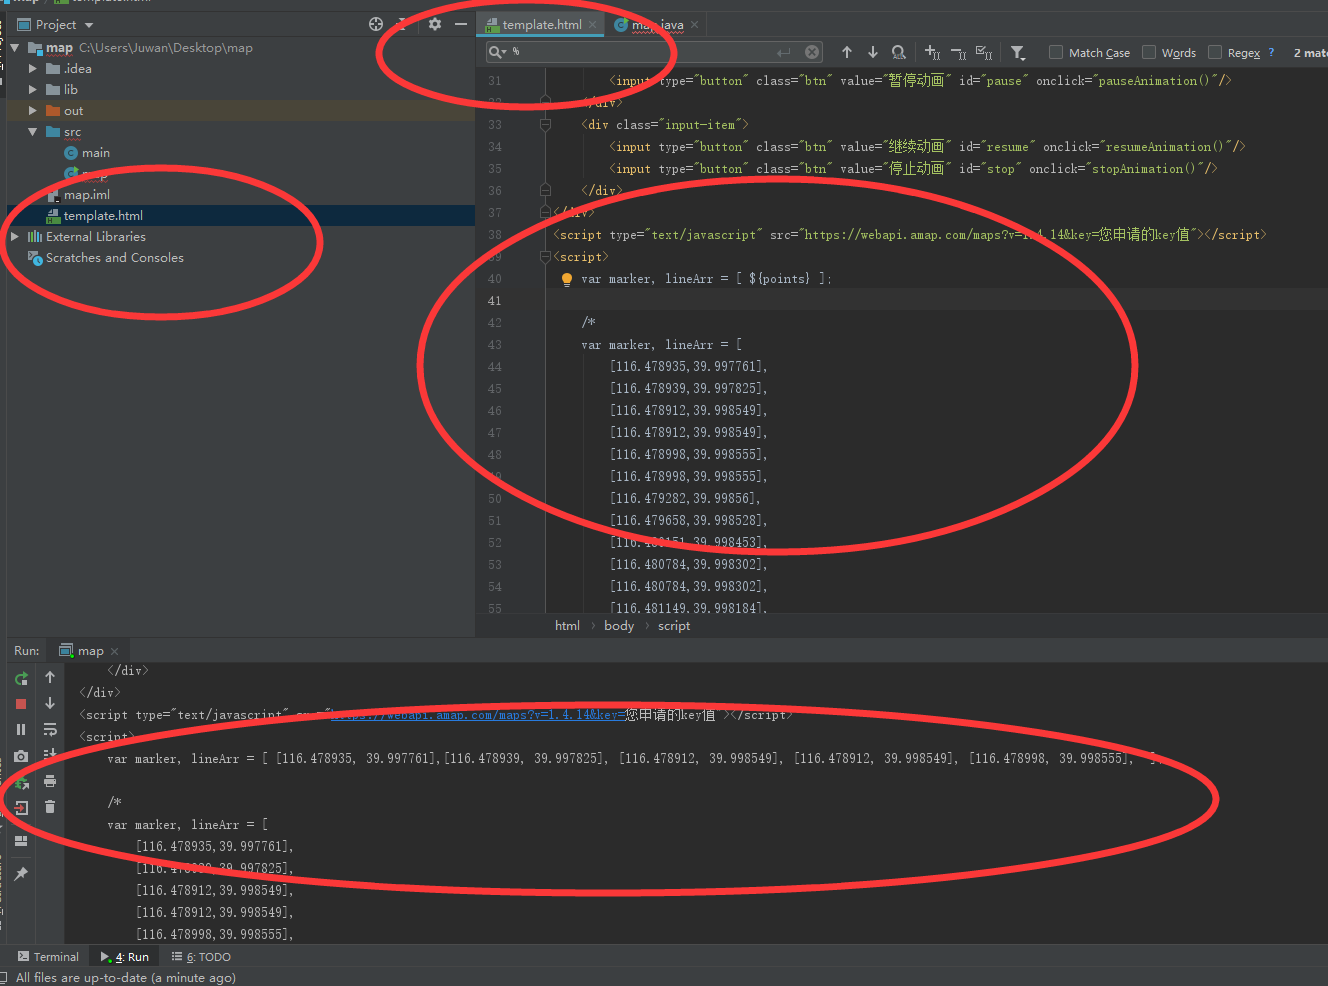 Project
map C:\Users\Juwan\Desktop\map
.idea
lib
out
src
main
map.iml
template.html
External Libraries
Scratches and Consoles
template.html
map.java
%
Match Case
Words
Regex ?
2 mat
31 <input type="button" class="btn" value="暂停动画" id="pause" onclick="pauseAnimation()"/>
</div>
33 <div class="input-item">
34 <input type="button" class="btn" value="继续动画" id="resume" onclick="resumeAnimation()"/>
35 <input type="button" class="btn" value="停止动画" id="stop" onclick="stopAnimation()"/>
36 </div>
37 </div>
38 <script type="text/javascript" src="https://webapi.amap.com/maps?v=1.4.14&key=您申请的key值"></script>
39 <script>
40 var marker, lineArr = [ ${points} ];
41
42 /*
43 var marker, lineArr = [
44 [116.478935,39.997761],
45 [116.478939,39.997825],
46 [116.478912,39.998549],
47 [116.478912,39.998549],
48 [116.478998,39.998555],
[116.478998,39.998555],
50 [116.479282,39.99856],
51 [116.479658,39.998528],
52 [116.480151,39.998453],
53 [116.480784,39.998302],
54 [116.480784,39.998302],
55 [116.481149,39.998184],
html › body › script
Run: map
</div>
</div>
<script type="text/javascript" src="https://webapi.amap.com/maps?v=1.4.14&key=您申请的key值"></script>
<script>
var marker, lineArr = [ [116.478935, 39.997761],[116.478939, 39.997825], [116.478912, 39.998549], [116.478912, 39.998549], [116.478998, 39.998555], ];
/*
var marker, lineArr = [
[116.478935,39.997761],
[116.478939,39.997825],
[116.478912,39.998549],
[116.478912,39.998549],
[116.478998,39.998555],
Terminal
4: Run
6: TODO
All files are up-to-date (a minute ago)